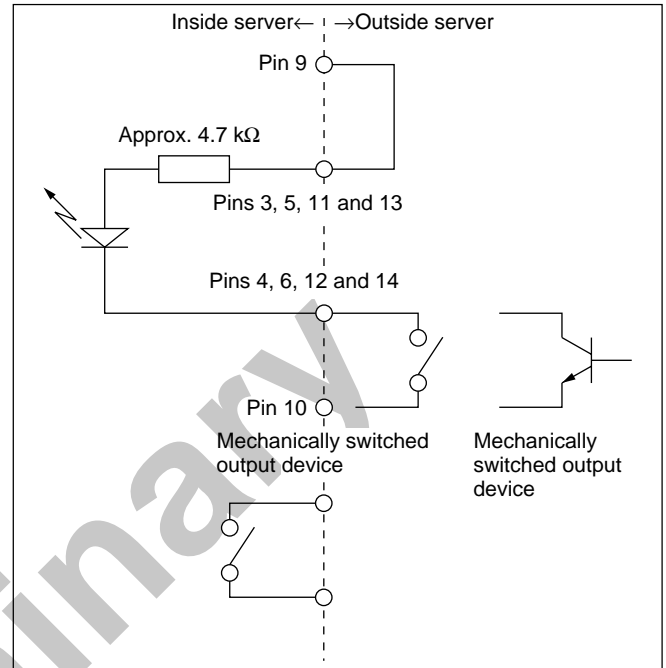 Inside server← →Outside server
Pin 9
Approx. 4.7 kΩ
Pins 3, 5, 11 and 13
Pins 4, 6, 12 and 14
Pin 10
Mechanically switched
output device
Mechanically
switched output
device
inary